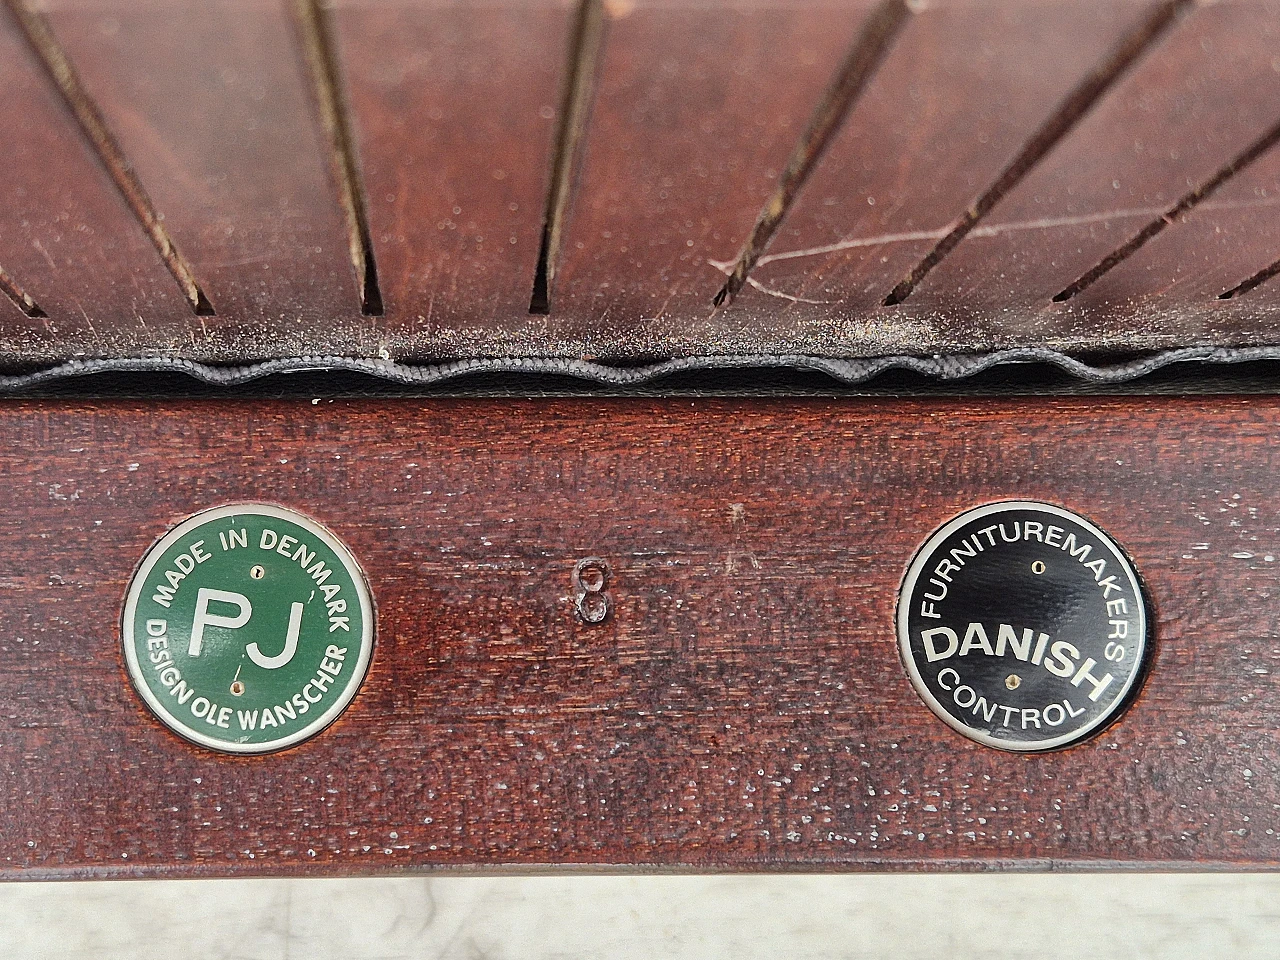 MADE IN DENMARK
PJ
DESIGN OLE WANSCHER
8
FURNITUREMAKERS
DANISH
CONTROL